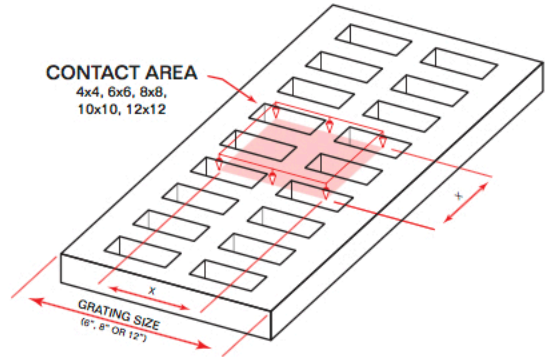 CONTACT AREA
4x4, 6x6, 8x8,
10x10, 12x12
X
X
GRATING SIZE
(6", 8" OR 12")